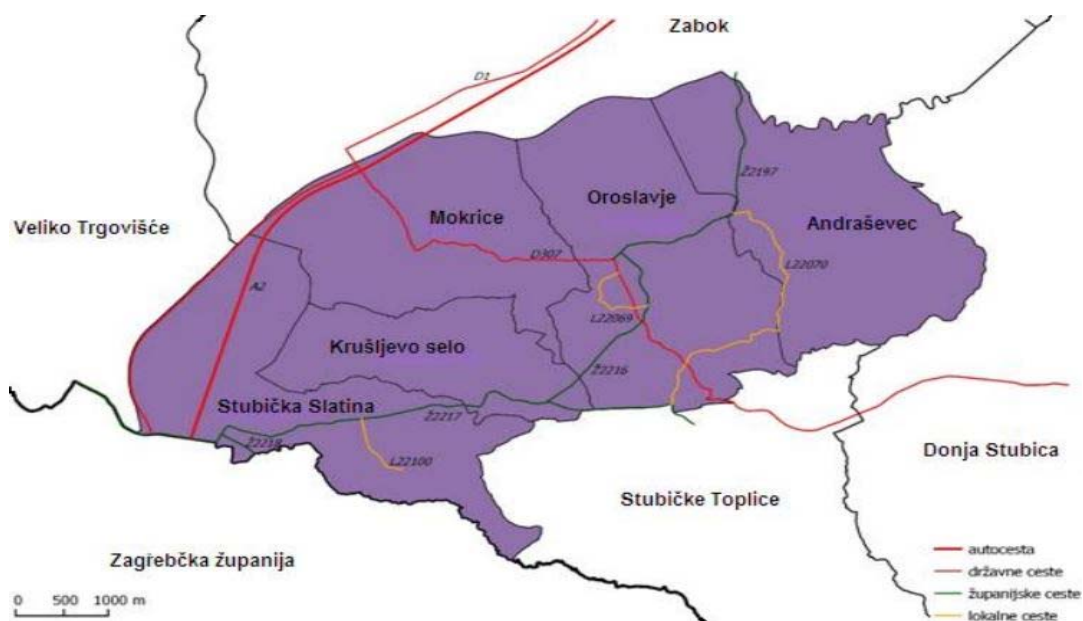 Zabok
D1
Ž2197
Oroslavje
Mokrice
Andraševec
Veliko Trgovišće
D307
L22070
A2
L22069
Krušljevo selo
Ž2216
Stubička Slatina
Ž2217
Ž2218
Donja Stubica
L22100
Stubičke Toplice
Zagrebčka županija
autocesta
državne ceste
županijske ceste
lokalne ceste
0 500 1000 m